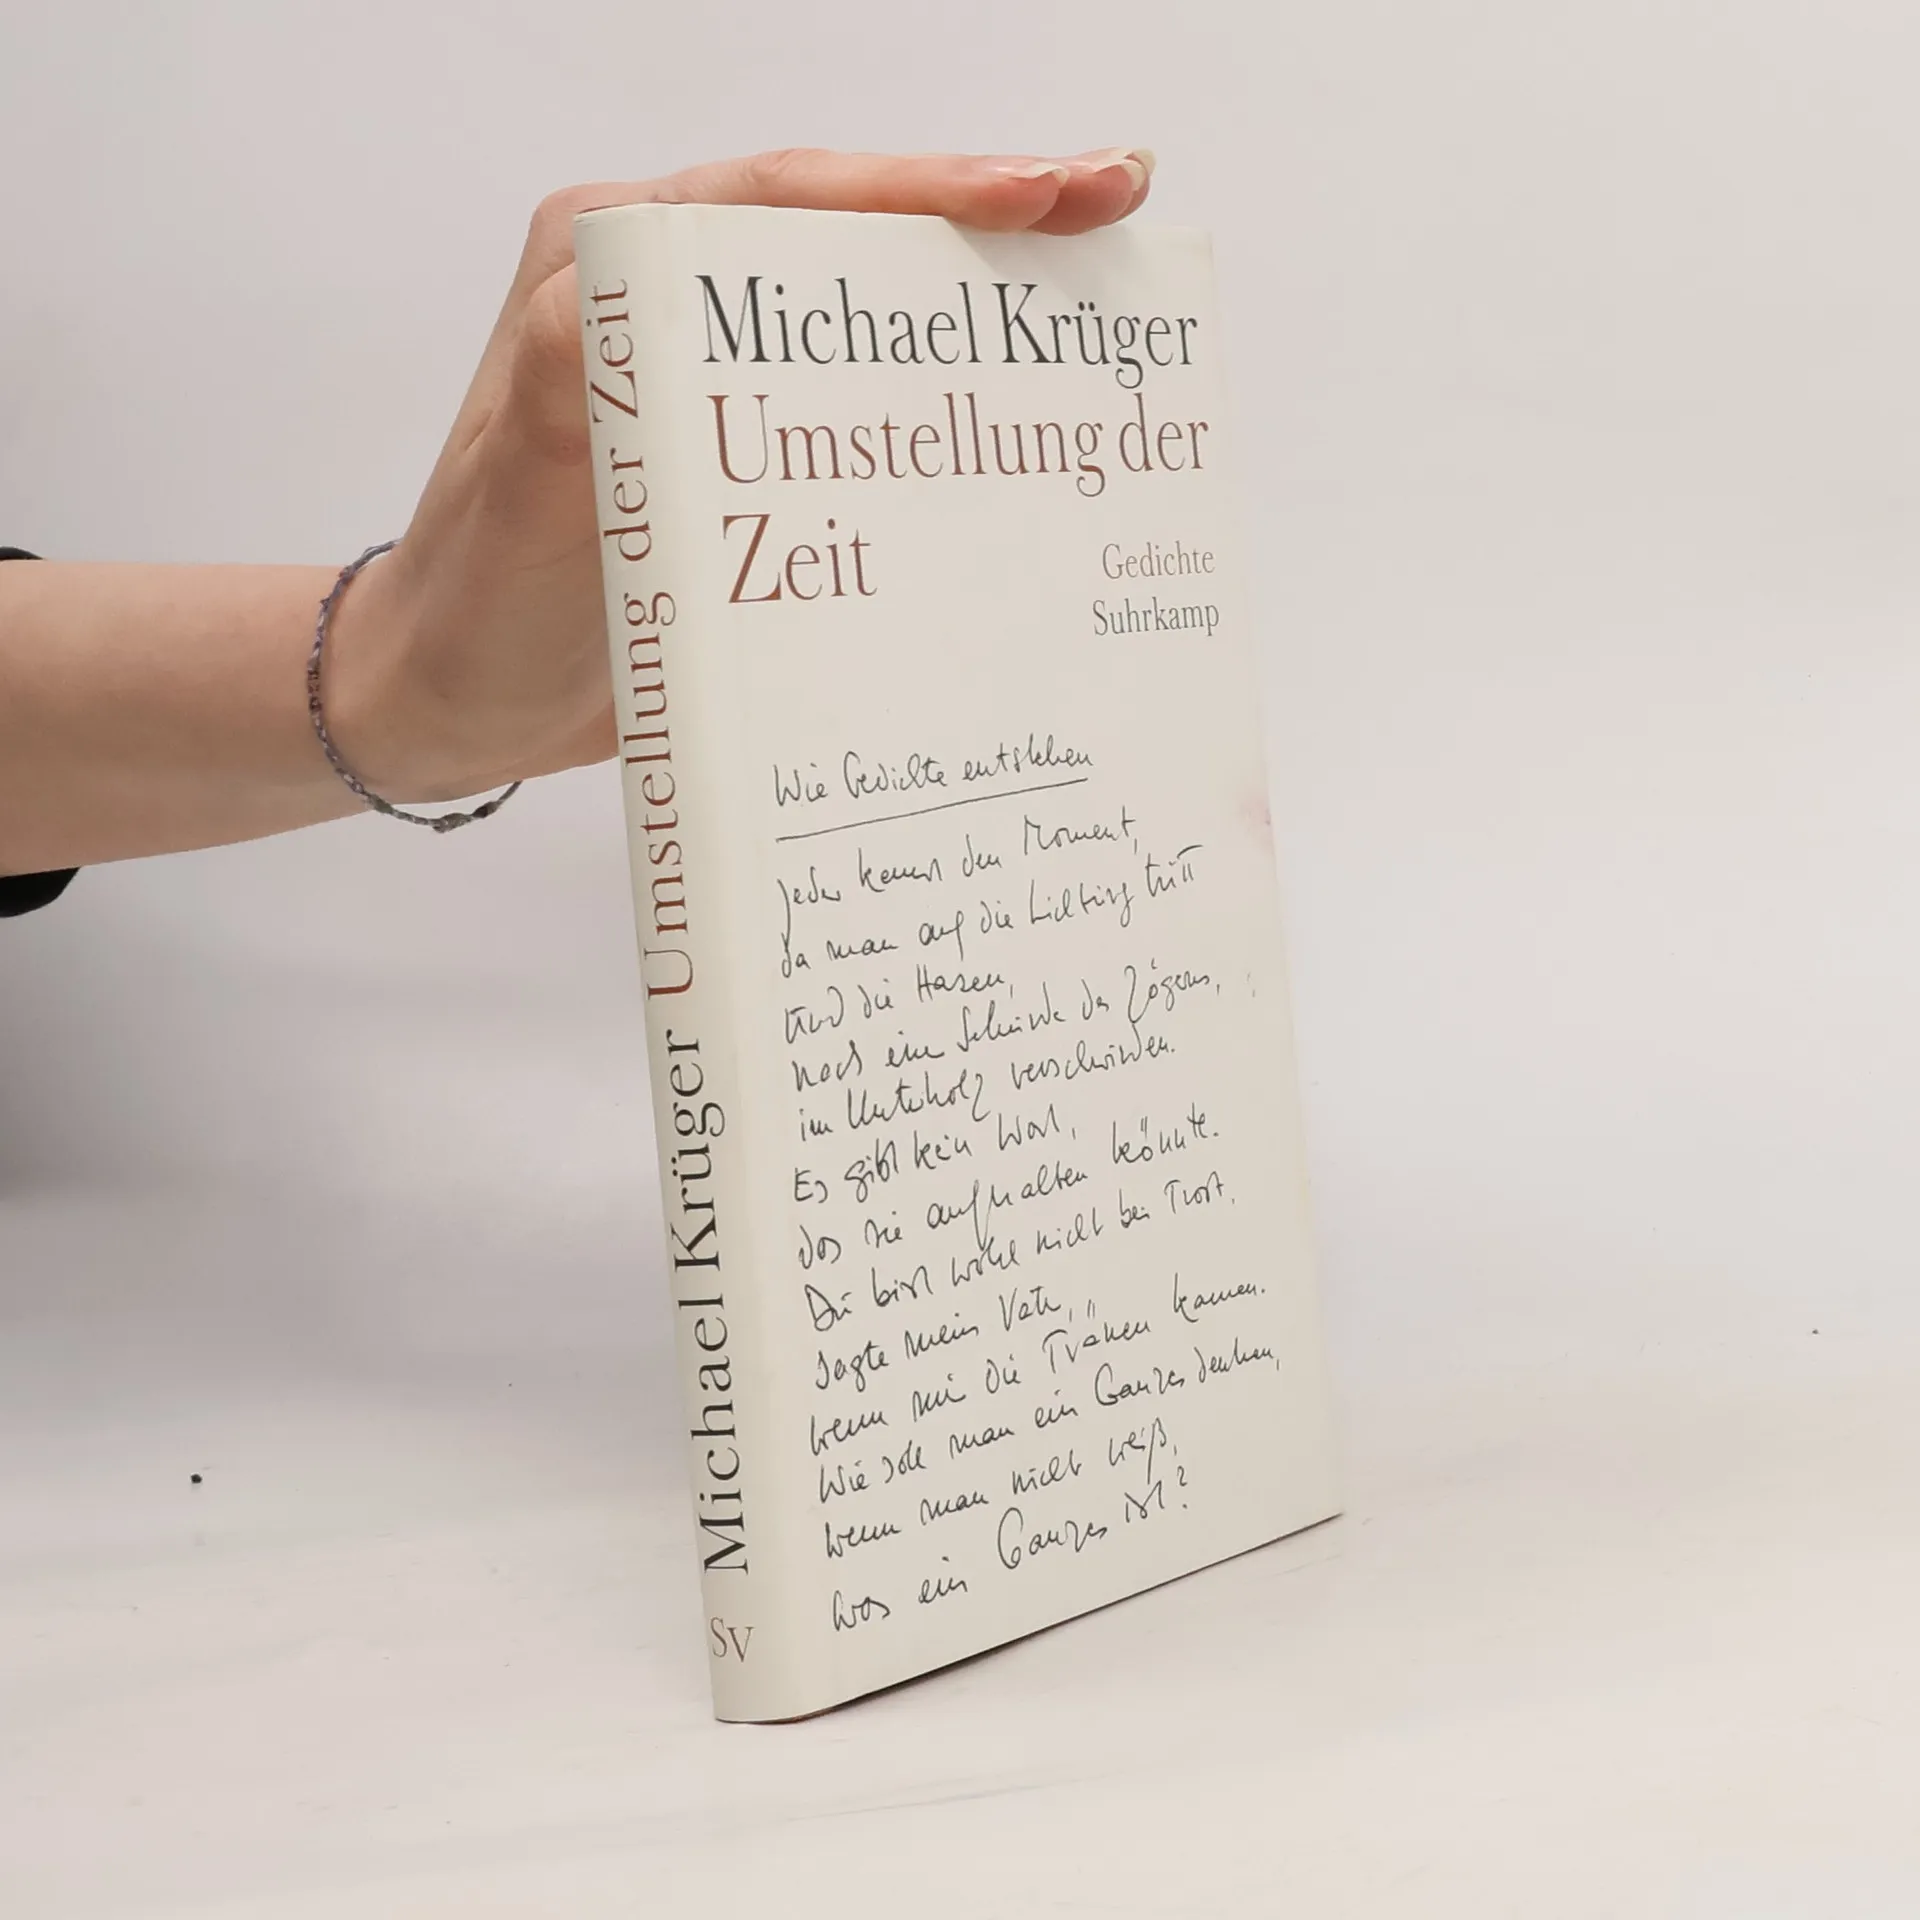 Michael Krüger
Umstellung der
Zeit
Gedichte
Suhrkamp
Wie Gedichte entstehen
Jeder kennt den Moment,
da man auf die Lichtung tritt
und die Hasen,
nach einer Sekunde des Zögerns,
im Unterholz verschwinden.
Es gibt kein Wort,
das sie aufhalten könnte.
Du bist wohl nicht bei Trost,
sagte mein Vater,
wenn mir die Tränen kamen.
Wie soll man ein Ganzes denken,
wenn man nicht weiß,
was ein Ganzes ist?
Michael Krüger Umstellung der Zeit
SV